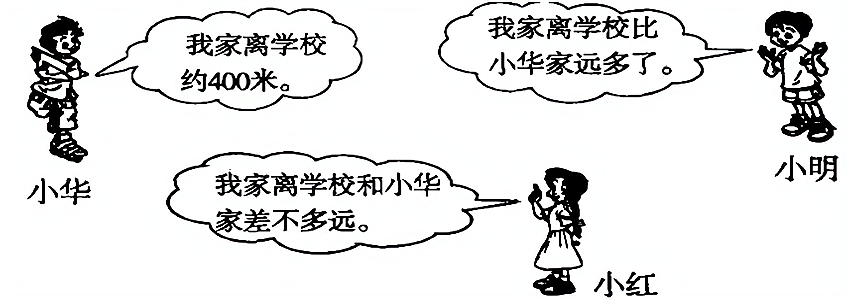 我家离学校
约400米。
小华
我家离学校比
小华家远多了。
小明
我家离学校和小华
家差不多远。
小红